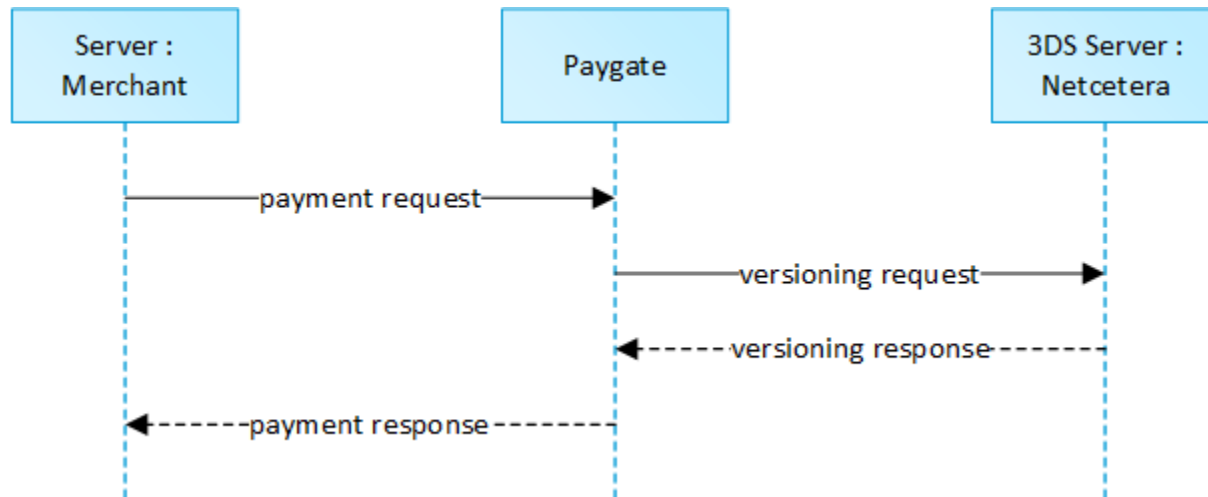 Server :
Merchant
Paygate
3DS Server :
Netcetera
payment request
versioning request
versioning response
payment response